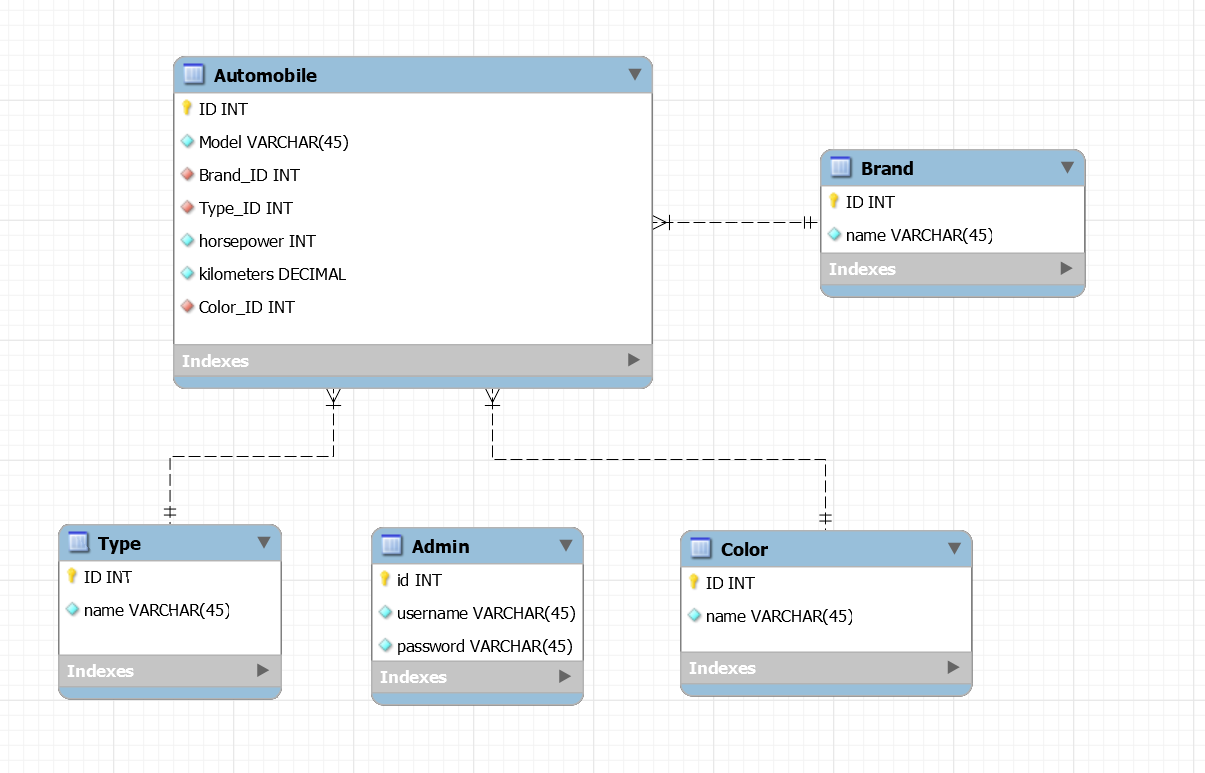 Automobile
ID INT
Model VARCHAR(45)
Brand_ID INT
Type_ID INT
horsepower INT
kilometers DECIMAL
Color_ID INT
Indexes
Brand
ID INT
name VARCHAR(45)
Indexes
Type
ID INT
name VARCHAR(45)
Indexes
Admin
id INT
username VARCHAR(45)
password VARCHAR(45)
Indexes
Color
ID INT
name VARCHAR(45)
Indexes